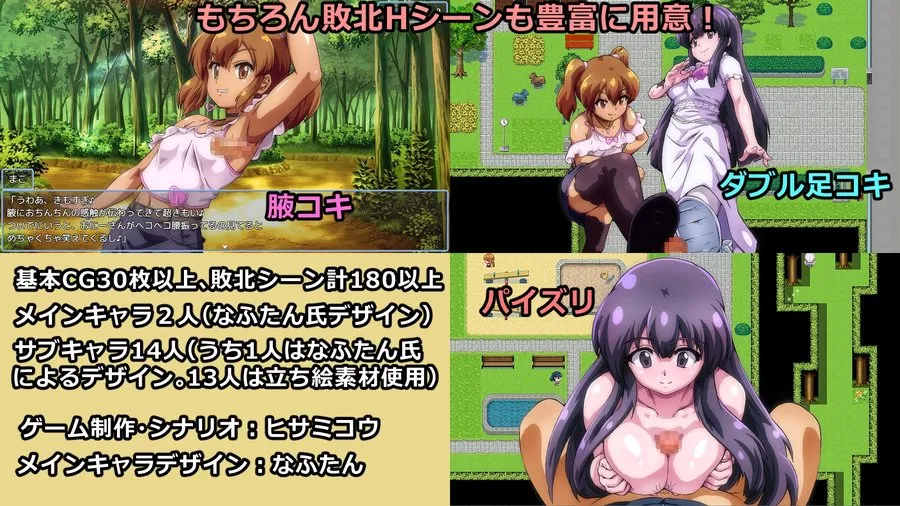 もちろん敗北Hシーンも豊富に用意！
まこ
「うわあ、きもすぎ♪
腋におちんちんの感触が伝わってきて超きもい♪
ついでにいうと、おにーさんがヘコヘコ腰振ってるの見てると
めちゃくちゃ笑えてくるし♪」
腋コキ
ダブル足コキ
基本CG30枚以上、敗北シーン計180以上
メインキャラ２人（なふたん氏デザイン）
サブキャラ14人（うち1人はなふたん氏
によるデザイン。13人は立ち絵素材使用）
ゲーム制作・シナリオ：ヒサミコウ
メインキャラデザイン：なふたん
パイズリ